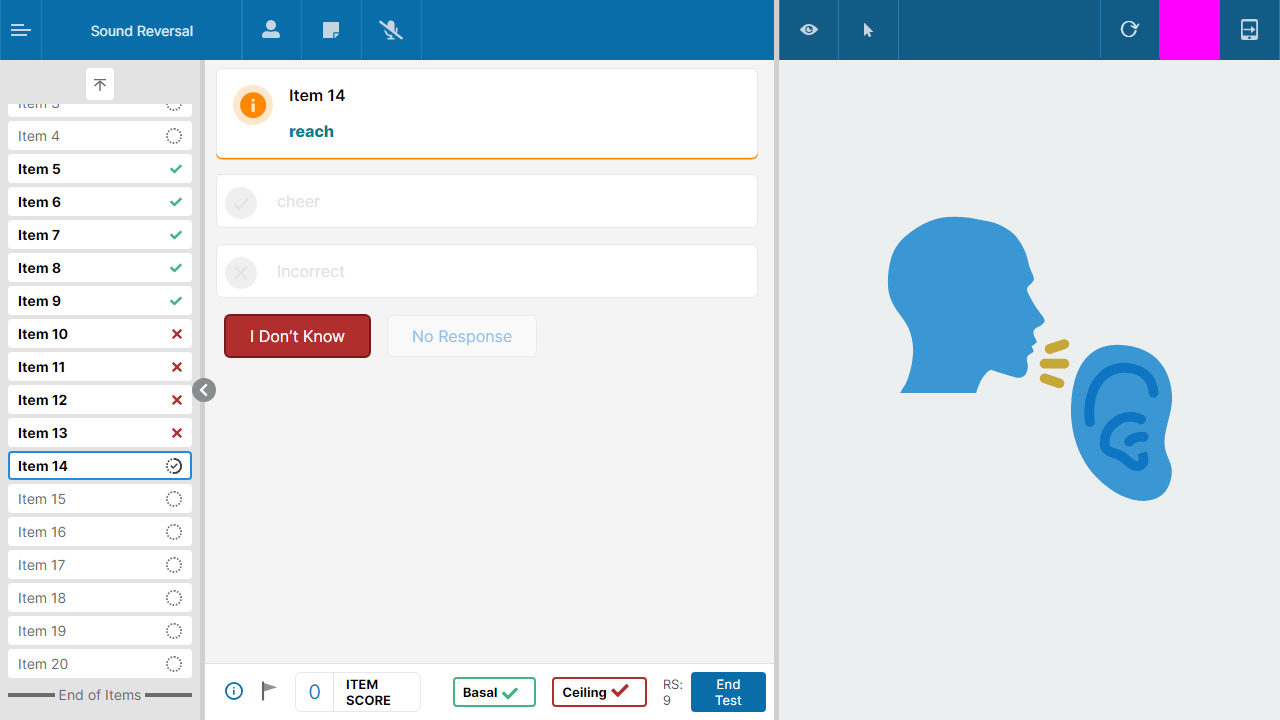 Sound Reversal
Item 4
Item 5
Item 6
Item 7
Item 8
Item 9
Item 10
Item 11
Item 12
Item 13
Item 14
Item 15
Item 16
Item 17
Item 18
Item 19
Item 20
End of Items
Item 14
reach
cheer
Incorrect
I Don’t Know
No Response
0
ITEM
SCORE
Basal
Ceiling
RS:
9
End
Test